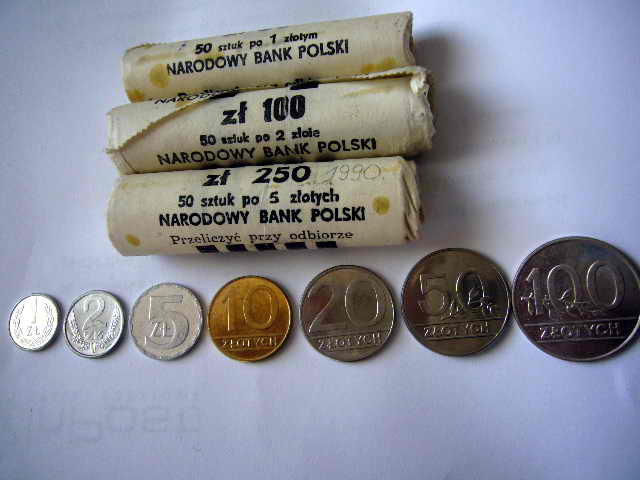 50 sztuk po 1 złotym
NARODOWY BANK POLSKI
NARODOWY
zł 100
50 sztuk po 2 złote
NARODOWY BANK POLSKI
zł 250 1990.
50 sztuk po 5 złotych
NARODOWY BANK POLSKI
Przeliczyć przy odbiorze
1
ZŁ
2
5
ZŁ
10
ZŁOTYCH
20
ZŁOTYCH
50
ZŁOTYCH
100
ZŁOTYCH